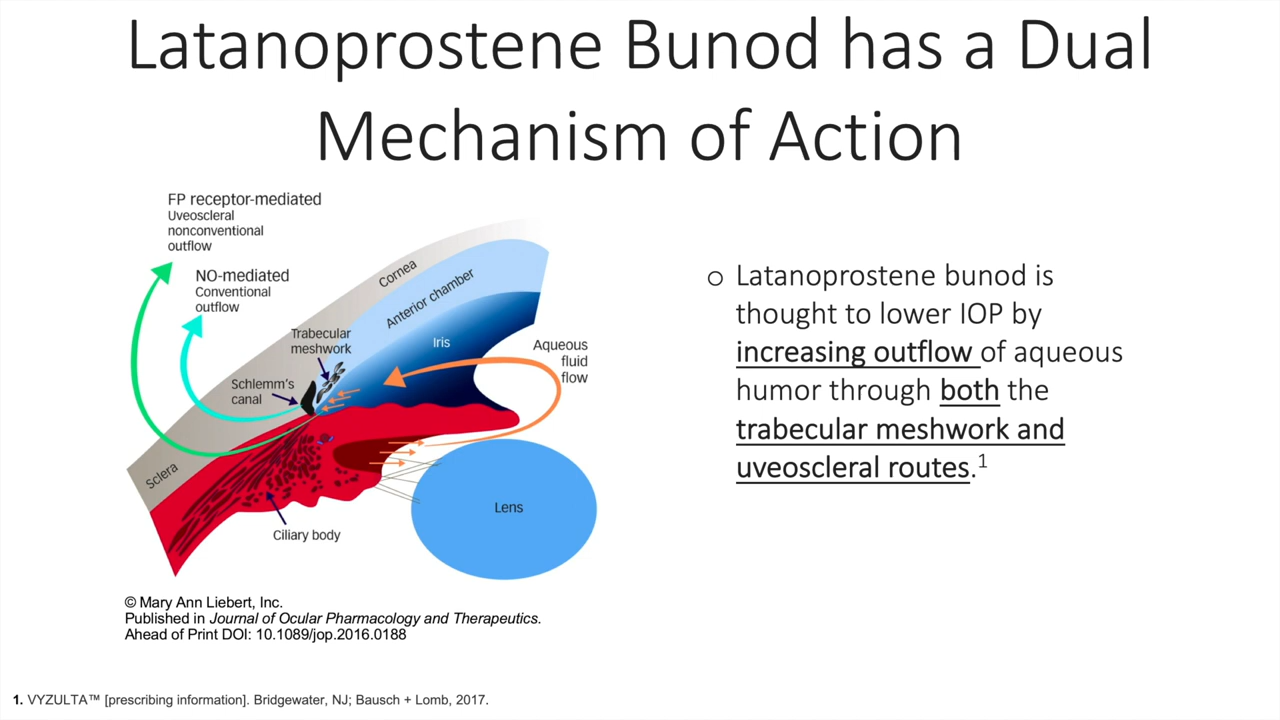 Latanoprostene Bunod has a Dual
Mechanism of Action
FP receptor-mediated
Uveoscleral
nonconventional
outflow
NO-mediated
Conventional
outflow
Cornea
Anterior chamber
Trabecular
meshwork
Iris
Aqueous
fluid
flow
Schlemm's
canal
Sclera
Lens
Ciliary body
○ Latanoprostene bunod is
thought to lower IOP by
increasing outflow of aqueous
humor through both the
trabecular meshwork and
uveoscleral routes.¹
© Mary Ann Liebert, Inc.
Published in Journal of Ocular Pharmacology and Therapeutics.
Ahead of Print DOI: 10.1089/jop.2016.0188
1. VYZULTA™ [prescribing information]. Bridgewater, NJ; Bausch + Lomb, 2017.